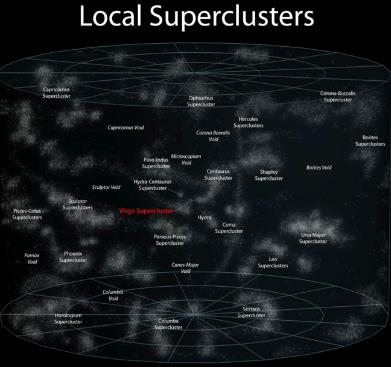 Local Superclusters
Capricornus
Supercluster
Ophiuchus
Supercluster
Corona-Borealis
Supercluster
Capricornus Void
Hercules
Superclusters
Corona Borealis
Void
Bootes
Superclusters
Pavo-Indus
Supercluster
Microscopium
Void
Centaurus
Supercluster
Shapley
Supercluster
Bootes Void
Sculptor Void
Hydra-Centaurus
Supercluster
Pisces-Cetus
Superclusters
Sculptor
Superclusters
Virgo Supercluster
Hydra
Coma
Supercluster
Perseus-Pisces
Supercluster
Ursa Major
Supercluster
Fornax
Void
Phoenix
Supercluster
Canis-Major
Void
Leo
Superclusters
Columba
Void
Horologium
Supercluster
Columba
Supercluster
Sextans
Supercluster